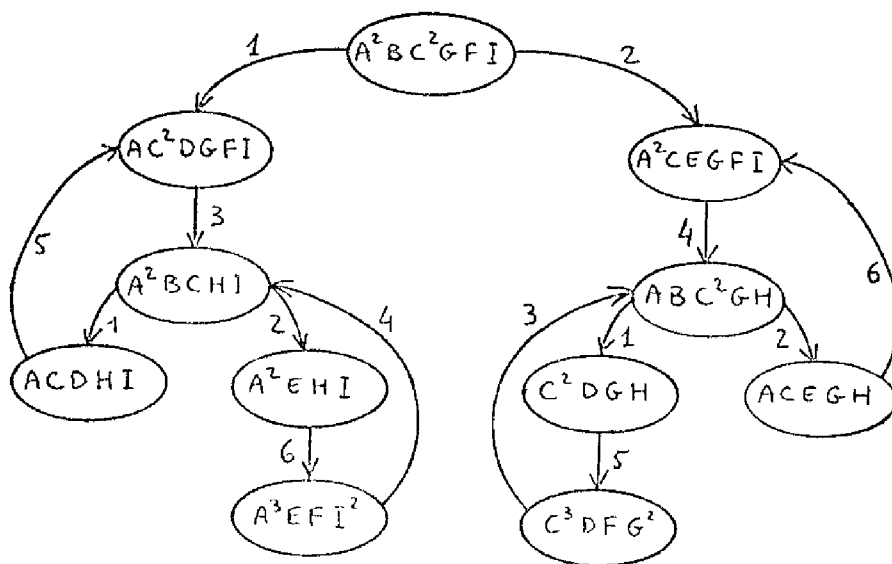 A²BC²GFI
1
2
AC²DGFI
A²CEGFI
3
4
5
6
A²BCHI
ABC²GH
1
2
4
3
1
2
ACDHI
A²EHI
C²DGH
ACEGH
6
5
A³EFI²
C³DFG²